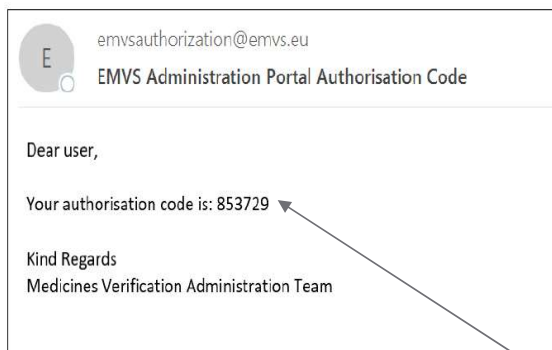 E
emvsauthorization@emvs.eu
EMVS Administration Portal Authorisation Code
Dear user,
Your authorisation code is: 853729
Kind Regards
Medicines Verification Administration Team